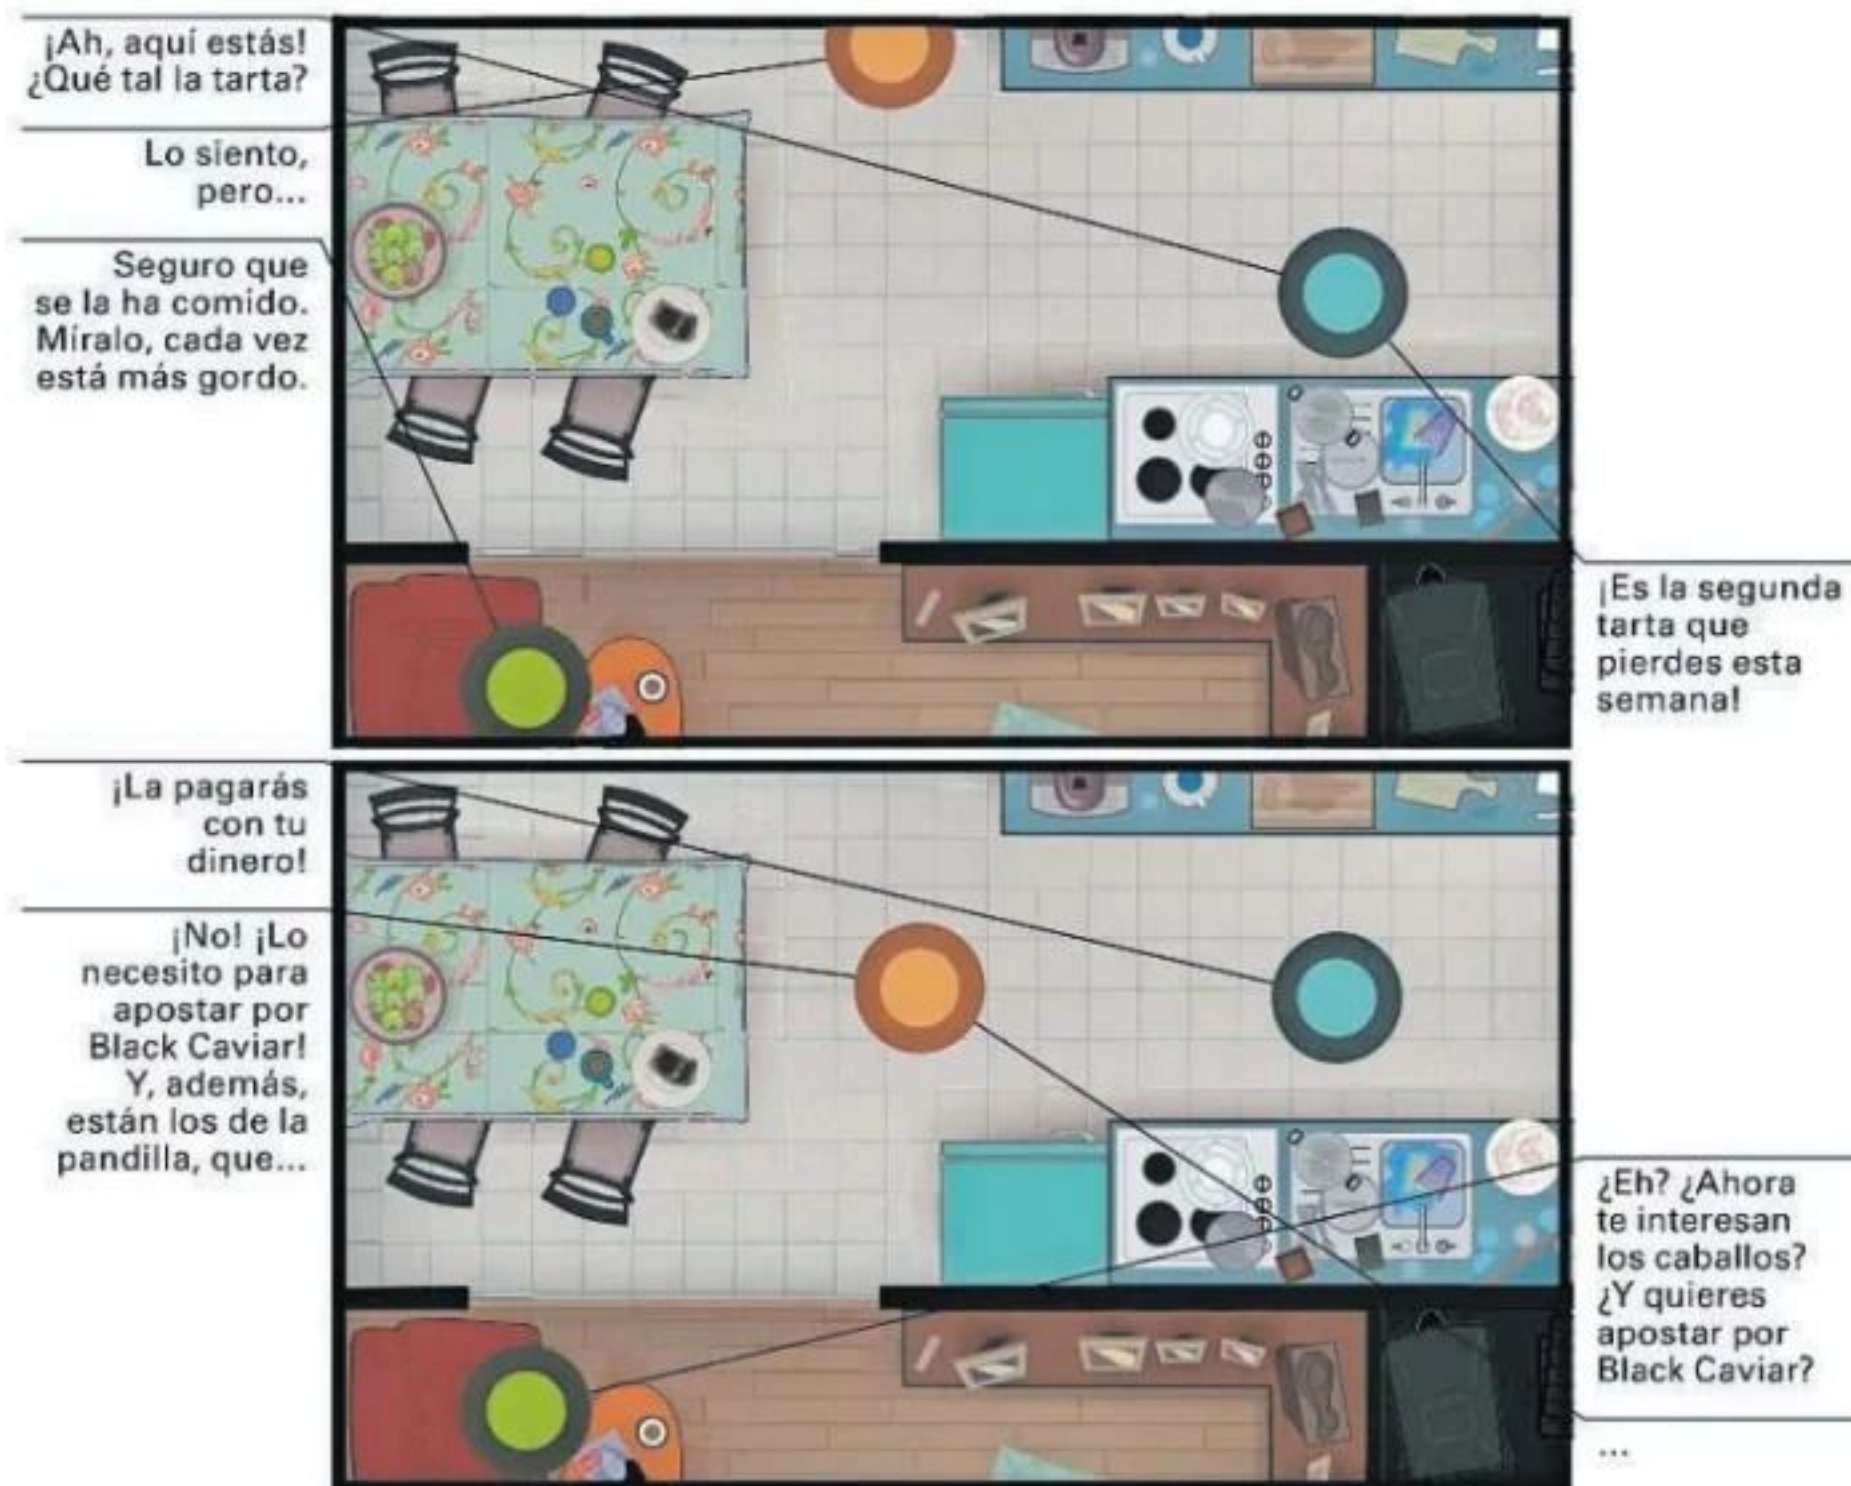 ¡Ah, aquí estás!
¿Qué tal la tarta?
Lo siento,
pero...
Seguro que
se la ha comido.
Míralo, cada vez
está más gordo.
¡Es la segunda
tarta que
pierdes esta
semana!
¡La pagarás
con tu
dinero!
¡No! ¡Lo
necesito para
apostar por
Black Caviar!
Y, además,
están los de la
pandilla, que...
¿Eh? ¿Ahora
te interesan
los caballos?
¿Y quieres
apostar por
Black Caviar?
...